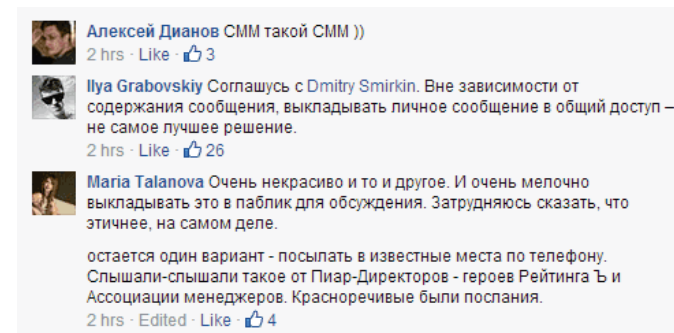 Алексей Дианов СММ такой СММ ))
2 hrs · Like · 3
Ilya Grabovskiy Соглашусь с Dmitry Smirkin. Вне зависимости от
содержания сообщения, выкладывать личное сообщение в общий доступ –
не самое лучшее решение.
2 hrs · Like · 26
Maria Talanova Очень некрасиво и то и другое. И очень мелочно
выкладывать это в паблик для обсуждения. Затрудняюсь сказать, что
этичнее, на самом деле.
остается один вариант - посылать в известные места по телефону.
Слышали-слышали такое от Пиар-Директоров - героев Рейтинга Ъ и
Ассоциации менеджеров. Красноречивые были послания.
2 hrs · Edited · Like · 4